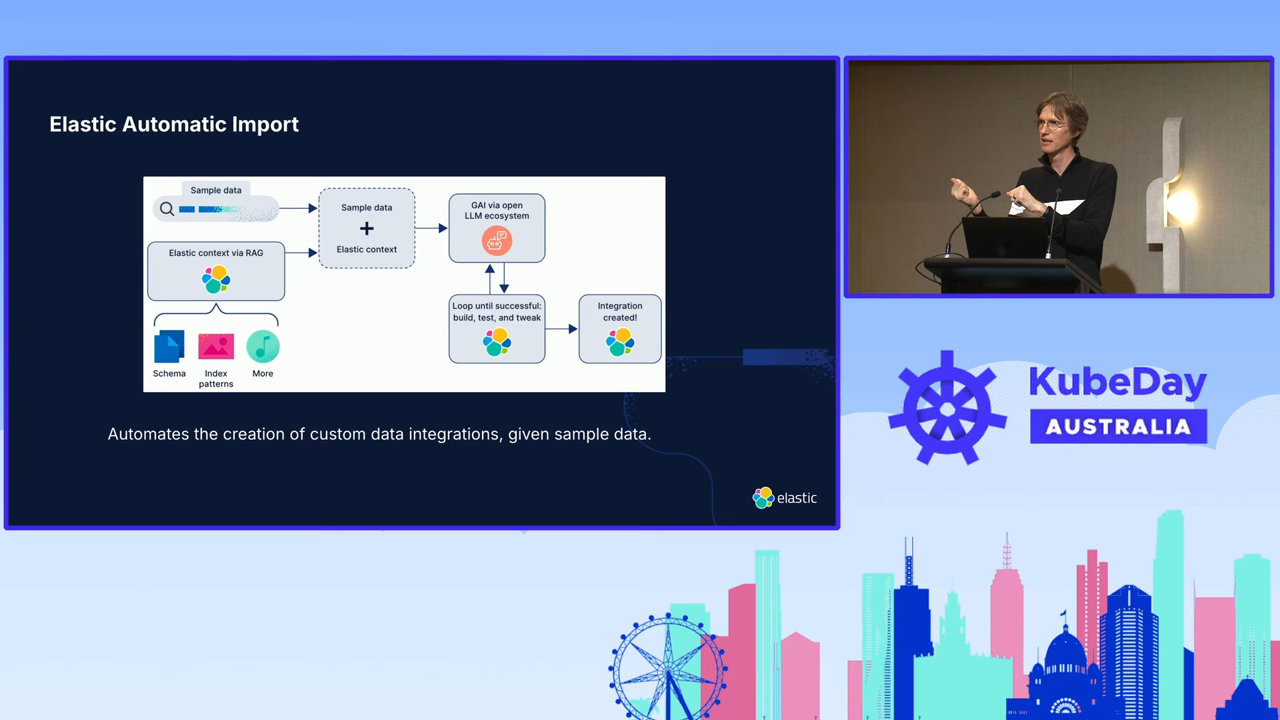 Elastic Automatic Import
Sample data
Elastic context via RAG
Schema
Index
patterns
More
Sample data
+
Elastic context
GAI via open
LLM ecosystem
Loop until successful:
build, test, and tweak
Integration
created!
Automates the creation of custom data integrations, given sample data.
elastic
KubeDay
AUSTRALIA